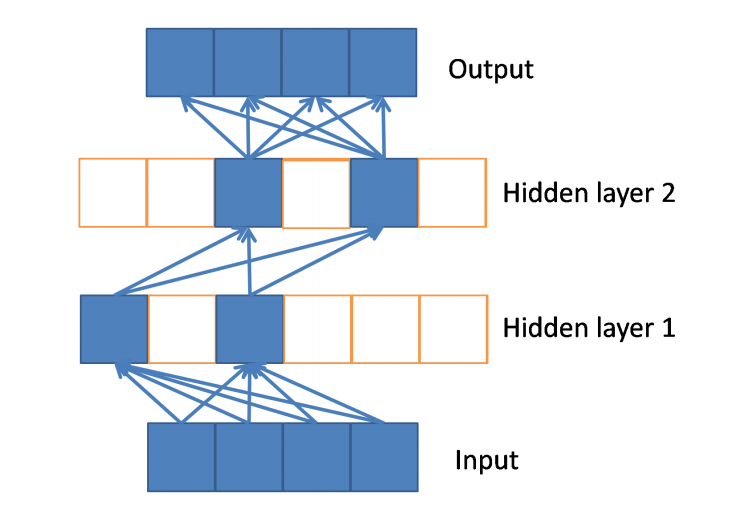 Output
Hidden layer 2
Hidden layer 1
Input